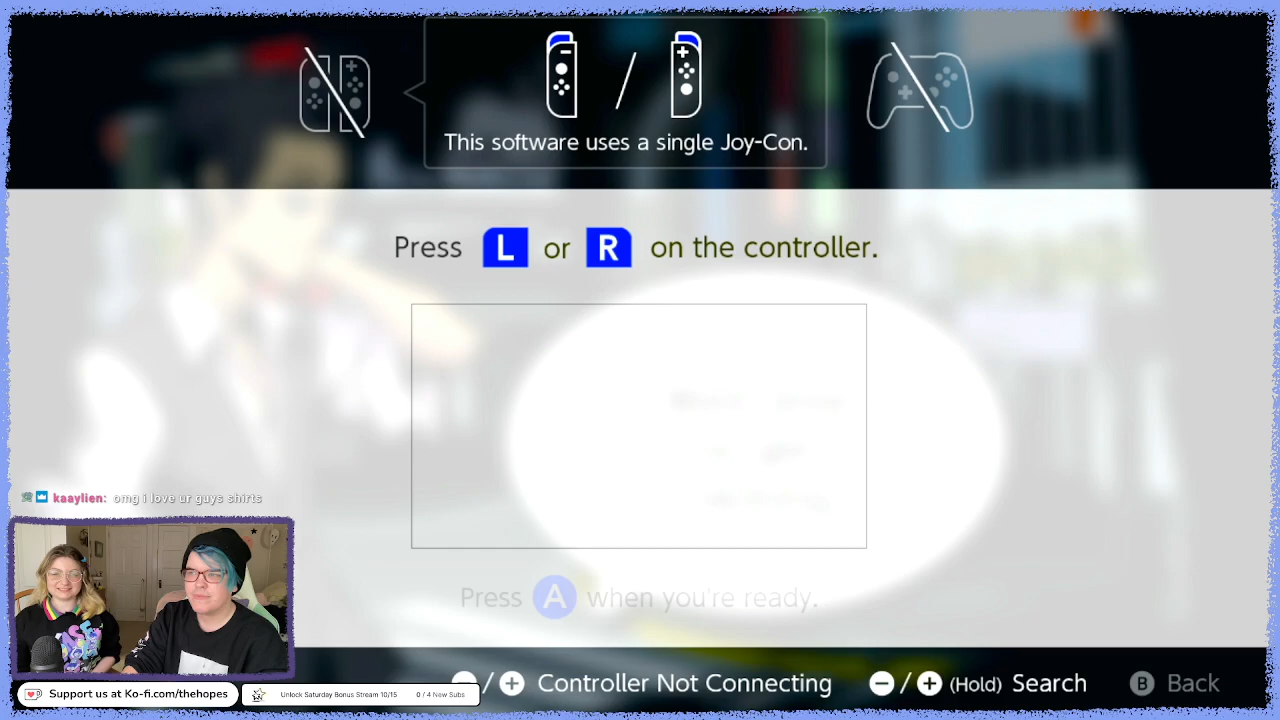 This software uses a single Joy-Con.
Press L or R on the controller.
Press A when you're ready.
kaaylien: omg i love ur guys shirts
Support us at Ko-fi.com/thehopes
Unlock Saturday Bonus Stream 10/15
0 / 4 New Subs
/ + Controller Not Connecting
- / + (Hold) Search
B Back